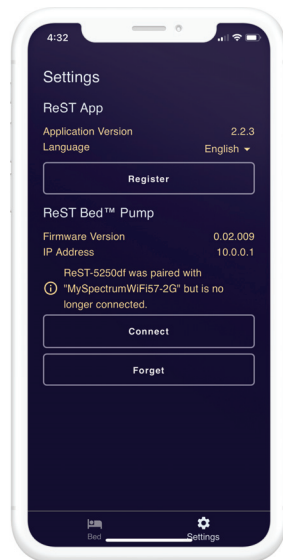 4:32
Settings
ReST App
Application Version 2.2.3
Language English
Register
ReST Bed™ Pump
Firmware Version 0.02.009
IP Address 10.0.0.1
ReST-5250df was paired with
"MySpectrumWiFi57-2G" but is no
longer connected.
Connect
Forget
Bed Settings